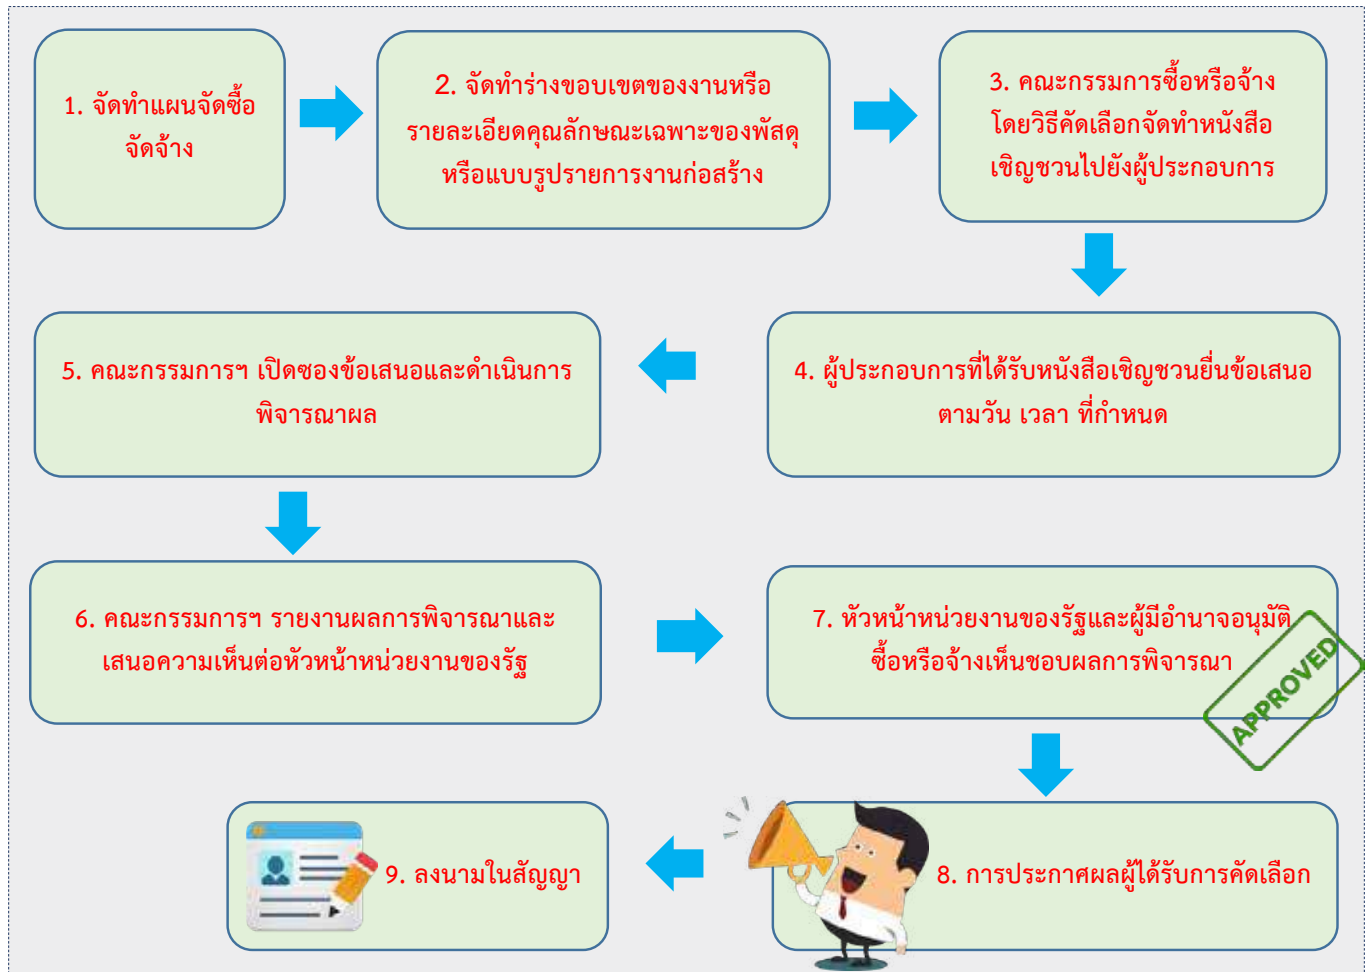 1. จัดทำแผนจัดซื้อ
จัดจ้าง
2. จัดทำร่างขอบเขตของงานหรือ
รายละเอียดคุณลักษณะเฉพาะของพัสดุ
หรือแบบรูปรายการงานก่อสร้าง
3. คณะกรรมการซื้อหรือจ้าง
โดยวิธีคัดเลือกจัดทำหนังสือ
เชิญชวนไปยังผู้ประกอบการ
4. ผู้ประกอบการที่ได้รับหนังสือเชิญชวนยื่นข้อเสนอ
ตามวัน เวลา ที่กำหนด
5. คณะกรรมการฯ เปิดซองข้อเสนอและดำเนินการ
พิจารณาผล
6. คณะกรรมการฯ รายงานผลการพิจารณาและ
เสนอความเห็นต่อหัวหน้าหน่วยงานของรัฐ
7. หัวหน้าหน่วยงานของรัฐและผู้มีอำนาจอนุมัติ
ซื้อหรือจ้างเห็นชอบผลการพิจารณา
APPROVED
8. การประกาศผลผู้ได้รับการคัดเลือก
9. ลงนามในสัญญา